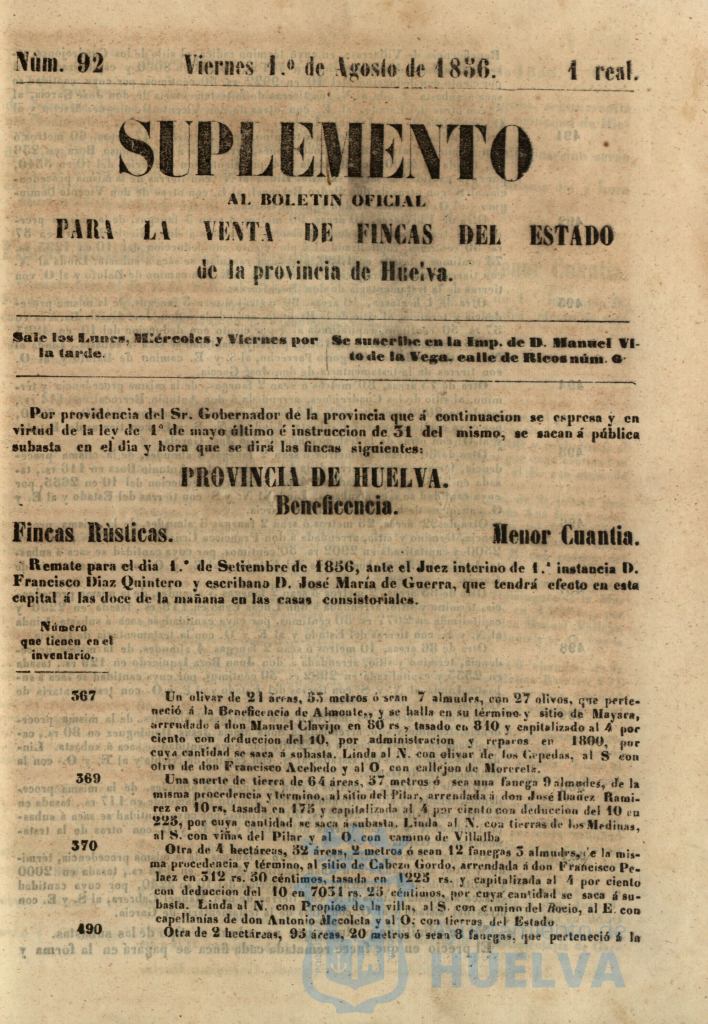 Núm. 92 Viernes 1.º de Agosto de 1856. 1 real.
SUPLEMENTO
AL BOLETIN OFICIAL
PARA LA VENTA DE FINCAS DEL ESTADO
de la provincia de Huelva.
Sale los Lunes, Miércoles y Viernes por
la tarde.
Se suscribe en la Imp. de D. Manuel Vi-
to de la Vega, calle de Ricos núm. 6
Por providencia del Sr. Gobernador de la provincia que á continuacion se espresa y en
virtud de la ley de 1º de mayo último é instruccion de 31 del mismo, se sacan á pública
subasta en el dia y hora que se dirá las fincas siguientes:
PROVINCIA DE HUELVA.
Beneficencia.
Fincas Rùsticas. Menor Cuantia.
Remate para el dia 1.º de Setiembre de 1856, ante el Juez interino de 1.ª instancia D.
Francisco Diaz Quintero y escribano D. José María de Guerra, que tendrá efecto en esta
capital á las doce de la mañana en las casas consistoriales.
Número
que tienen en el
inventario.
367 Un olivar de 21 áreas, 53 metros ó sean 7 almudes, con 27 olivos, que perte-
neció á la Beneficencia de Almonte,, y se halla en su término y sitio de Mayara,
arrendado á don Manuel Clavijo en 80 rs., tasado en 810 y capitalizado al 4 por
ciento con deduccion del 10, por administracion y reparos en 1800, por
cuya cantidad se saca á subasta. Linda al N. con olivar de los Cepedas, al S con
otro de don Francisco Acebedo y al O. con callejon de
369 Una suerte de tierra de 64 áreas, 57 metros ó sea una fanega 9 almudes, de la
misma procedencia y término, al sitio del Pilar, arrendada á don José Ibañez Rami-
rez en 10 rs, tasada en 175 y capitalizada al 4 por ciento con deduccion del 10 en
225, por cuya cantidad se saca á subasta. Linda al N. con tierras de los Medinas,
al S. con viñas del Pilar y al O. con camino de Villalba
370 Otra de 4 hectáreas, 52 áreas, 2 metros ó sean 12 fanegas 3 almudes, de la mis-
ma procedencia y término, al sitio de Cabezo Gordo, arrendada á don Francisco Pe-
laez en 312 rs. 50 céntimos, tasada en 1225 rs. y capitalizada al 4 por ciento
con deduccion del 10 en 7031 rs. 25 céntimos, por cuya cantidad se saca á su-
basta. Linda al N. con Propios de la villa, al S. con camino del Rocio, al E. con
capellanías de don Antonio Mecoleta y al O. con tierras del Estado
490 Otra de 2 hectáreas, 95 áreas, 20 metros ó sean 8 fanegas, que perteneció á la
HUELVA